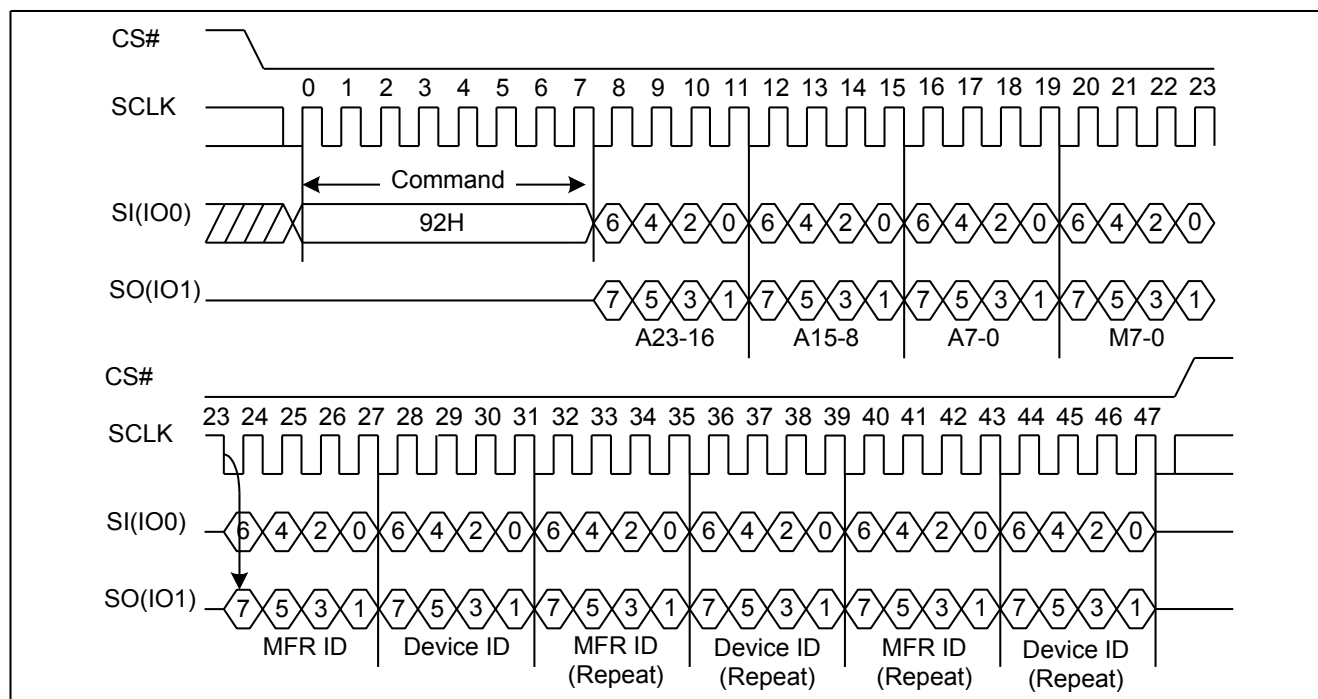 CS#
0 1 2 3 4 5 6 7 8 9 10 11 12 13 14 15 16 17 18 19 20 21 22 23
SCLK
Command
SI(IO0) 92H 6 4 2 0 6 4 2 0 6 4 2 0 6 4 2 0
SO(IO1) 7 5 3 1 7 5 3 1 7 5 3 1 7 5 3 1
A23-16 A15-8 A7-0 M7-0
CS#
23 24 25 26 27 28 29 30 31 32 33 34 35 36 37 38 39 40 41 42 43 44 45 46 47
SCLK
SI(IO0) 6 4 2 0 6 4 2 0 6 4 2 0 6 4 2 0 6 4 2 0 6 4 2 0
SO(IO1) 7 5 3 1 7 5 3 1 7 5 3 1 7 5 3 1 7 5 3 1 7 5 3 1
MFR ID Device ID MFR ID Device ID MFR ID Device ID
(Repeat) (Repeat) (Repeat) (Repeat)